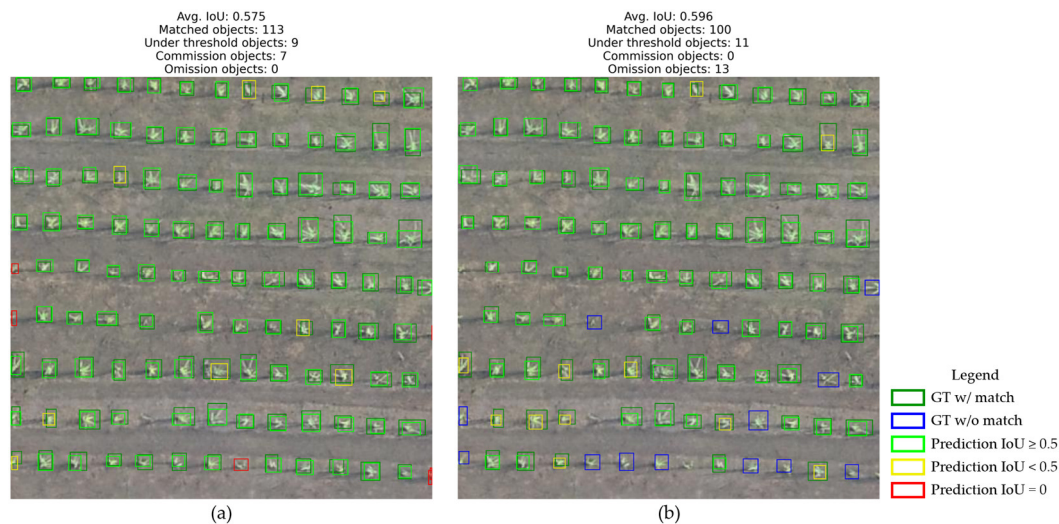 Avg. IoU: 0.575
Matched objects: 113
Under threshold objects: 9
Commission objects: 7
Omission objects: 0
Avg. IoU: 0.596
Matched objects: 100
Under threshold objects: 11
Commission objects: 0
Omission objects: 13
(a)
(b)
Legend
GT w/ match
GT w/o match
Prediction IoU ≥ 0.5
Prediction IoU < 0.5
Prediction IoU = 0